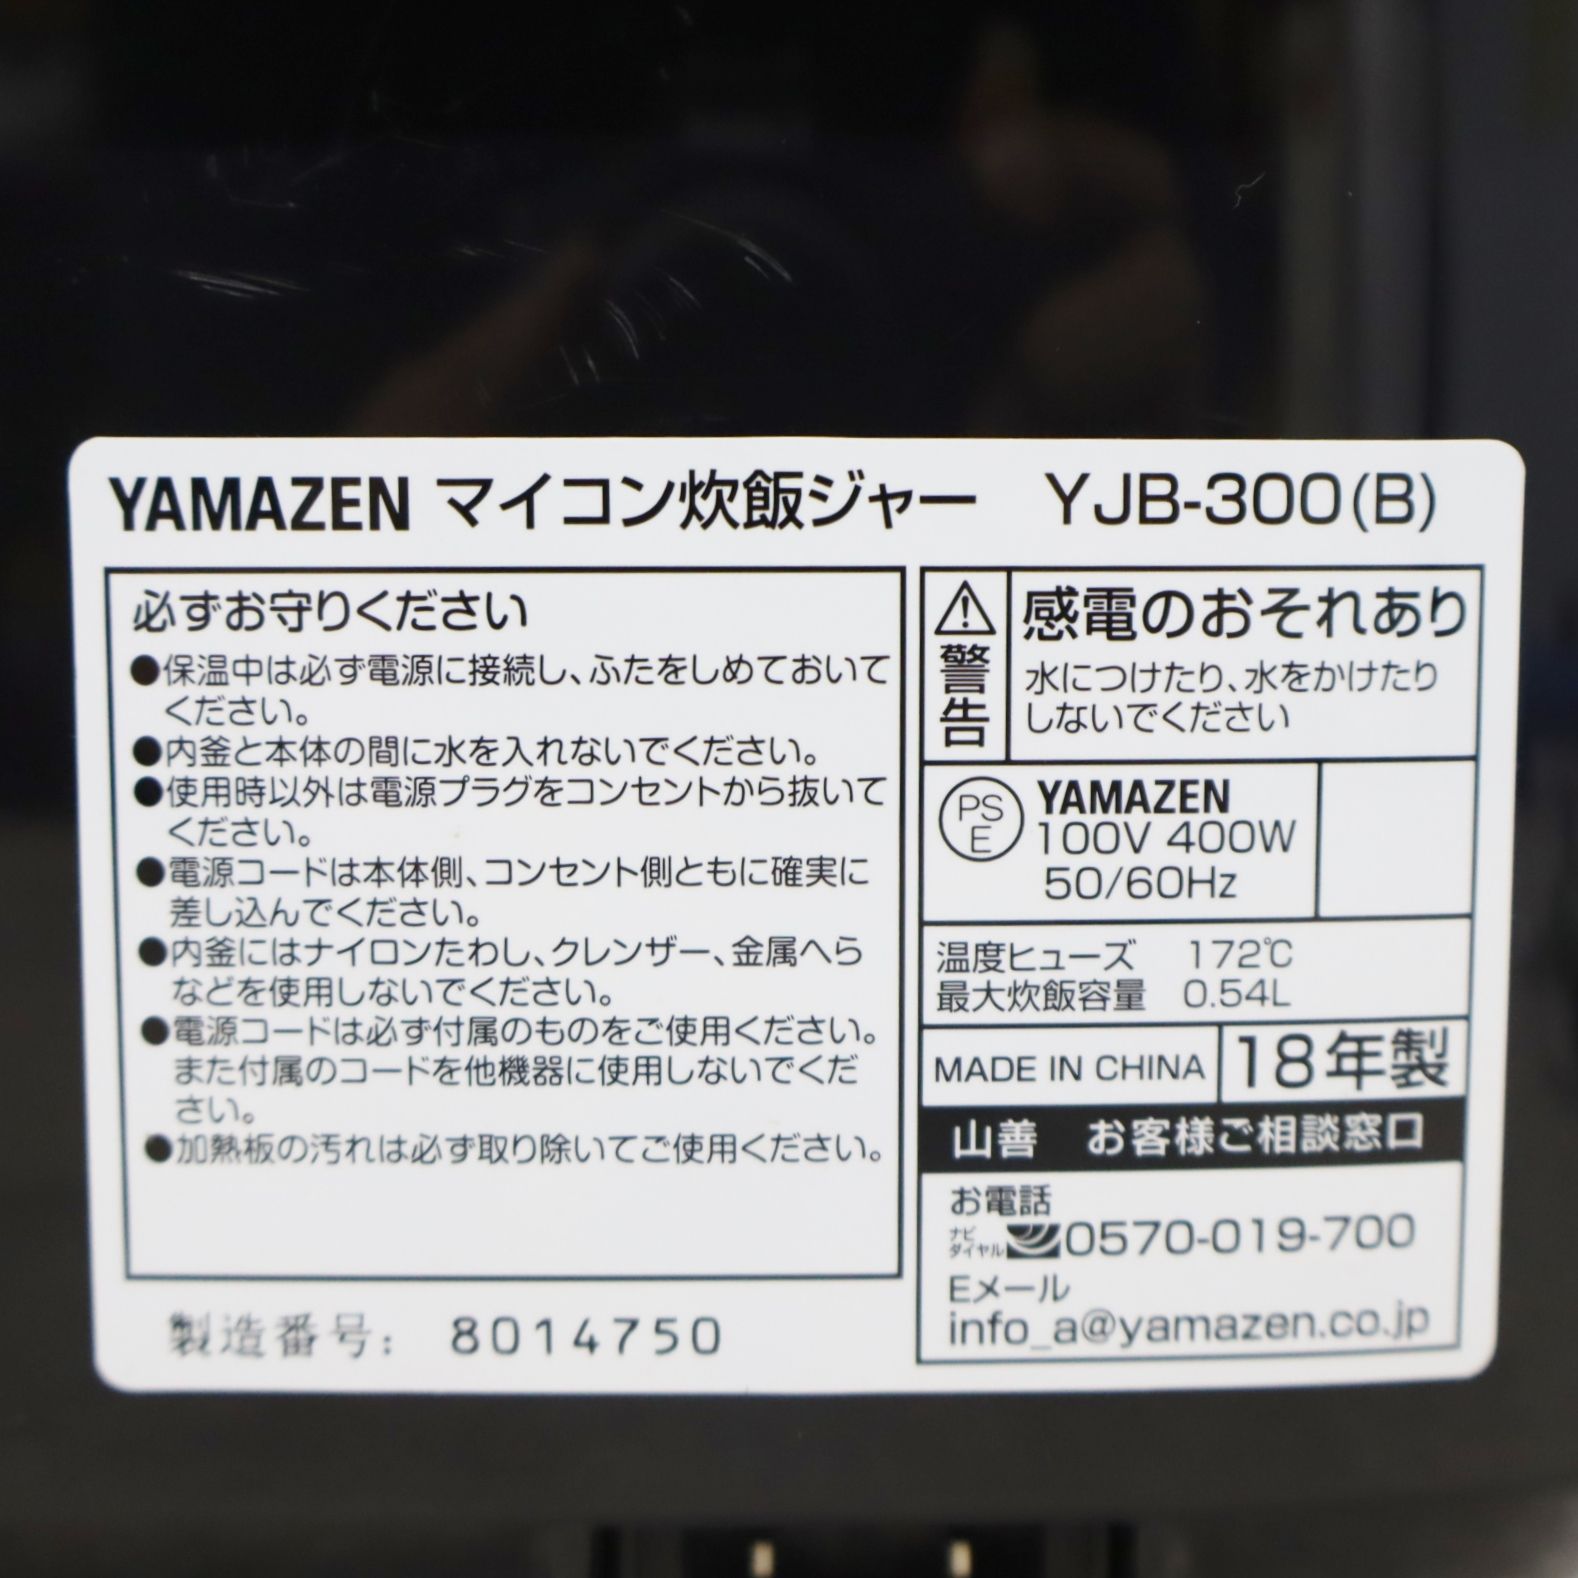 YAMAZEN マイコン炊飯ジャー YJB-300(B)
必ずお守りください
●保温中は必ず電源に接続し、ふたをしめておいて
ください。
●内釜と本体の間に水を入れないでください。
●使用時以外は電源プラグをコンセントから抜いて
ください。
●電源コードは本体側、コンセント側ともに確実に
差し込んでください。
●内釜にはナイロンたわし、クレンザー、金属へら
などを使用しないでください。
●電源コードは必ず付属のものをご使用ください。
また付属のコードを他機器に使用しないでくだ
さい。
●加熱板の汚れは必ず取り除いてご使用ください。
製造番号: 8014750
警告
感電のおそれあり
水につけたり、水をかけたり
しないでください
PS
E
YAMAZEN
100V 400W
50/60Hz
温度ヒューズ 172℃
最大炊飯容量 0.54L
MADE IN CHINA 18年製
山善 お客様ご相談窓口
お電話
ナビ
ダイヤル 0570-019-700
Eメール
info_a@yamazen.co.jp